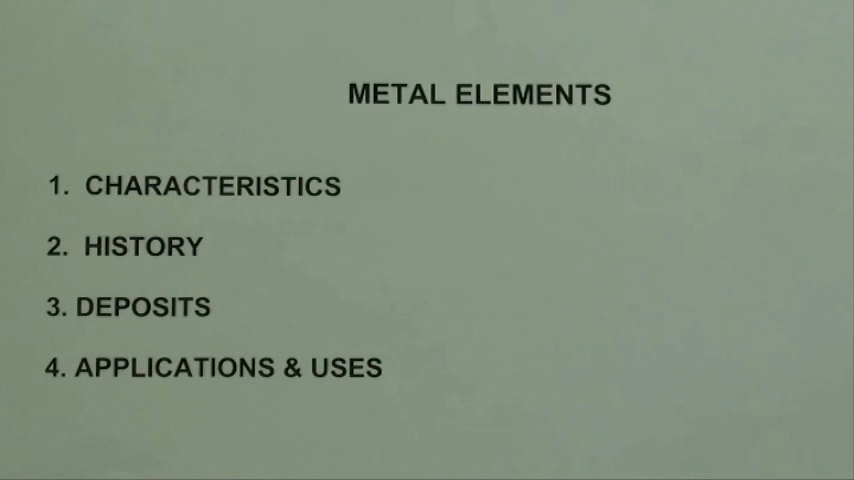 METAL ELEMENTS
1. CHARACTERISTICS
2. HISTORY
3. DEPOSITS
4. APPLICATIONS & USES